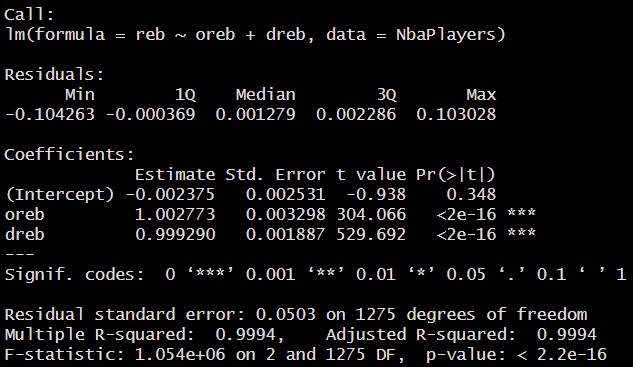 Call:
lm(formula = reb ~ oreb + dreb, data = NbaPlayers)

Residuals:
      Min        1Q    Median        3Q       Max
-0.104263 -0.000369  0.001279  0.002286  0.103028

Coefficients:
             Estimate Std. Error t value Pr(>|t|)
(Intercept) -0.002375   0.002531  -0.938    0.348
oreb         1.002773   0.003298 304.066   <2e-16 ***
dreb         0.999290   0.001887 529.692   <2e-16 ***
---
Signif. codes:  0 ‘***’ 0.001 ‘**’ 0.01 ‘*’ 0.05 ‘.’ 0.1 ‘ ’ 1

Residual standard error: 0.0503 on 1275 degrees of freedom
Multiple R-squared:  0.9994,    Adjusted R-squared:  0.9994
F-statistic: 1.054e+06 on 2 and 1275 DF,  p-value: < 2.2e-16